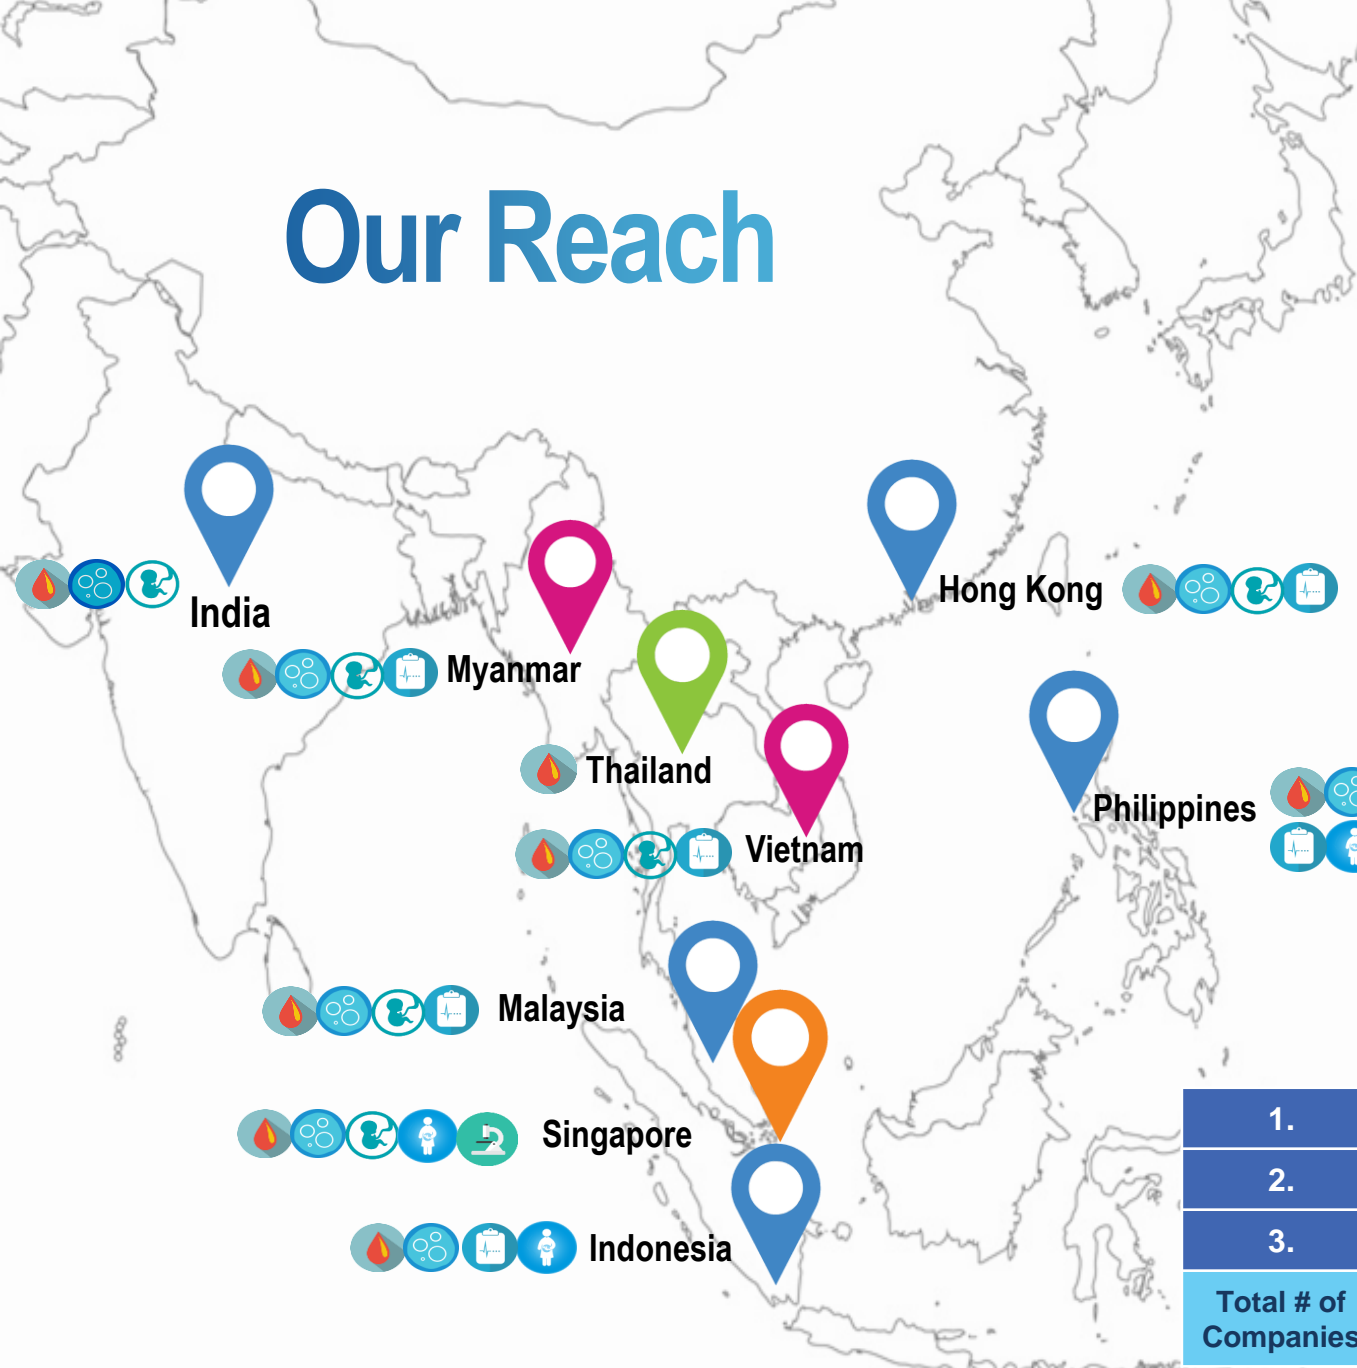 Our Reach
India
Hong Kong
Myanmar
Thailand
Philippines
Vietnam
Malaysia
Singapore
Indonesia
1.
2.
3.
Total # of
Companies